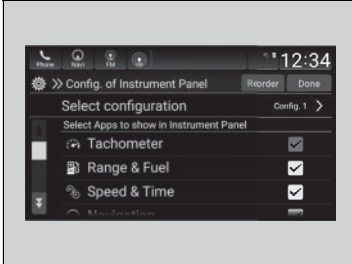 Phone
Navi
FM
12:34
Config. of Instrument Panel
Reorder
Done
Select configuration
Config. 1
Select Apps to show in Instrument Panel
Tachometer
Range & Fuel
Speed & Time
Navigation